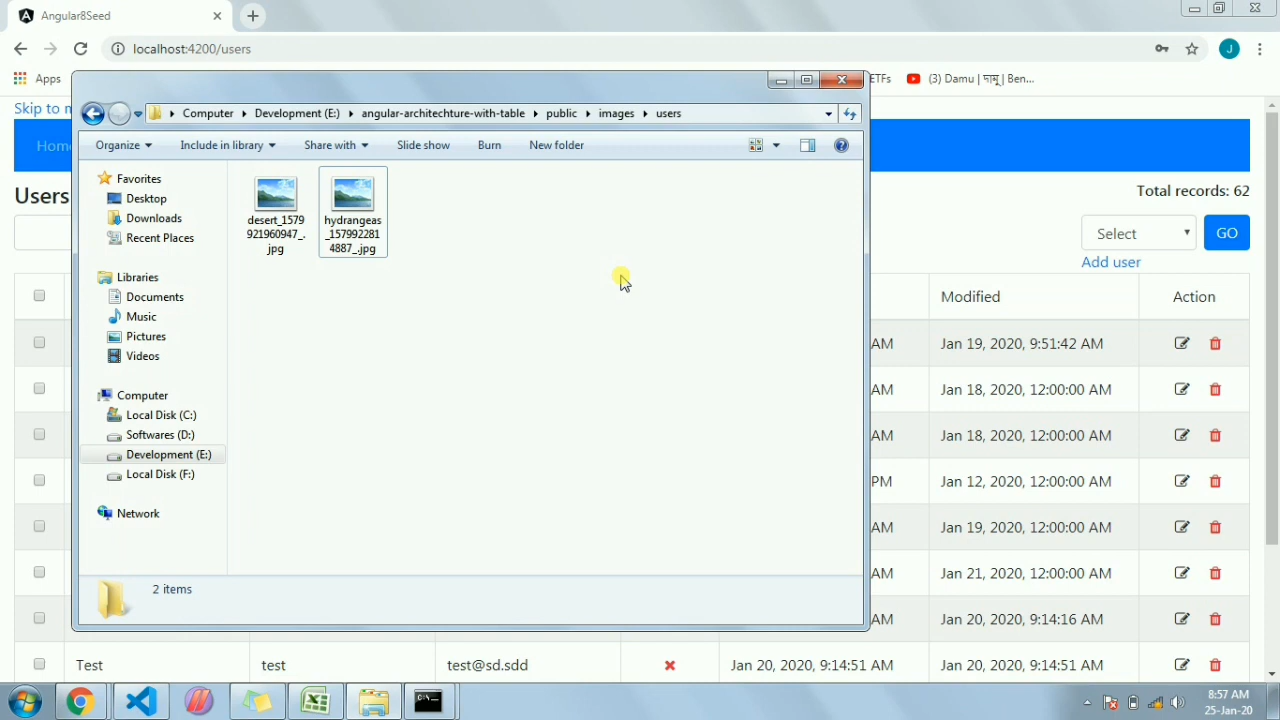 Angular8Seed
localhost:4200/users
J
Apps
ETFs
(3) Damu | দামু | Ben...
Skip to m
Computer
Development (E:)
angular-architechture-with-table
public
images
users
Home
Organize
Include in library
Share with
Slide show
Burn
New folder
Favorites
Desktop
Downloads
Recent Places
Libraries
Documents
Music
Pictures
Videos
Computer
Local Disk (C:)
Softwares (D:)
Development (E:)
Local Disk (F:)
Network
desert_1579
921960947_.
jpg
hydrangeas
_157992281
4887_.jpg
2 items
Users
Total records: 62
Select
GO
Add user
Modified Action
AM Jan 19, 2020, 9:51:42 AM
AM Jan 18, 2020, 12:00:00 AM
AM Jan 18, 2020, 12:00:00 AM
PM Jan 12, 2020, 12:00:00 AM
AM Jan 19, 2020, 12:00:00 AM
AM Jan 21, 2020, 12:00:00 AM
AM Jan 20, 2020, 9:14:16 AM
Test test test@sd.sdd Jan 20, 2020, 9:14:51 AM Jan 20, 2020, 9:14:51 AM
8:57 AM
25-Jan-20